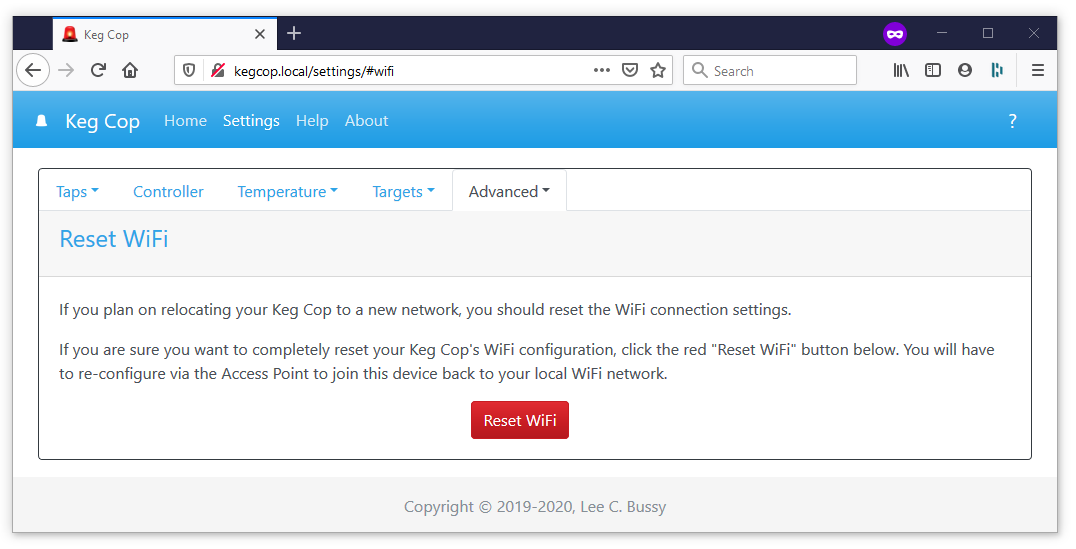 Keg Cop
kegcop.local/settings/#wifi
Search
Keg Cop Home Settings Help About ?
Taps Controller Temperature Targets Advanced
Reset WiFi
If you plan on relocating your Keg Cop to a new network, you should reset the WiFi connection settings.
If you are sure you want to completely reset your Keg Cop's WiFi configuration, click the red "Reset WiFi" button below. You will have
to re-configure via the Access Point to join this device back to your local WiFi network.
Reset WiFi
Copyright © 2019-2020, Lee C. Bussy